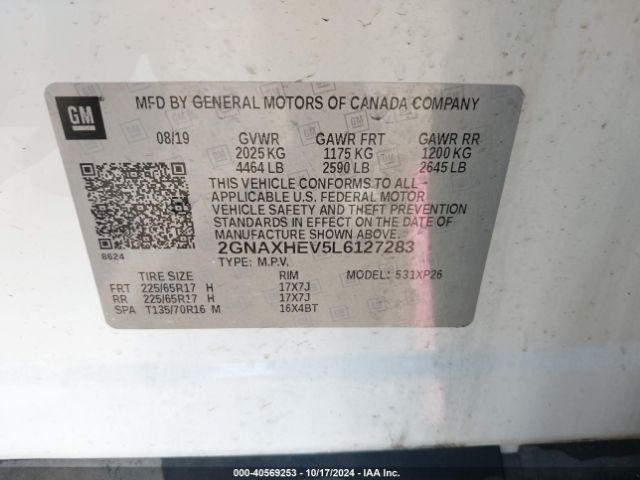 GM
MFD BY GENERAL MOTORS OF CANADA COMPANY
08/19 GVWR GAWR FRT GAWR RR
2025 KG 1175 KG 1200 KG
4464 LB 2590 LB 2645 LB
THIS VEHICLE CONFORMS TO ALL
APPLICABLE U.S. FEDERAL MOTOR
VEHICLE SAFETY AND THEFT PREVENTION
STANDARDS IN EFFECT ON THE DATE OF
MANUFACTURE SHOWN ABOVE.
2GNAXHEV5L6127283
8624
TYPE: M.P.V.
TIRE SIZE RIM MODEL: 531XP26
FRT 225/65R17 H 17X7J
RR 225/65R17 H 17X7J
SPA T135/70R16 M 16X4BT
000-40569253 - 10/17/2024 - IAA Inc.